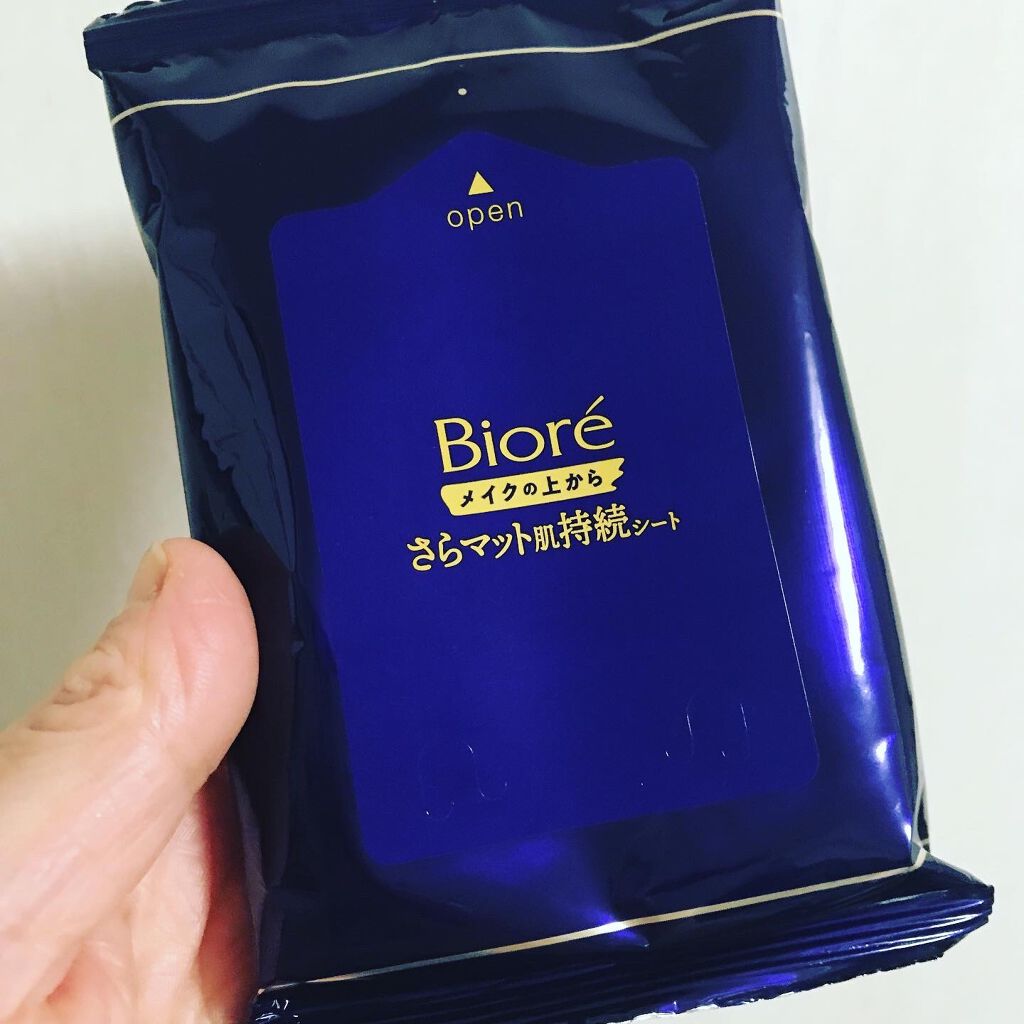 open
Bioré
メイクの上から
さらマット肌持続シート